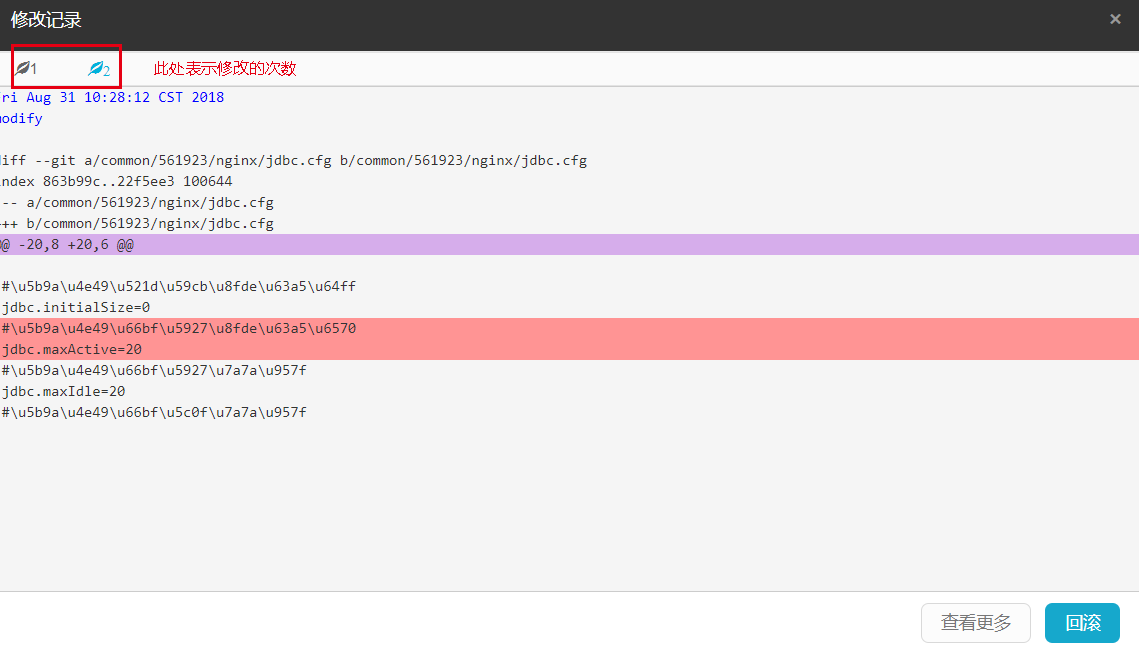 修改记录 ×
1 2 此处表示修改的次数
ri Aug 31 10:28:12 CST 2018
modify
diff --git a/common/561923/nginx/jdbc.cfg b/common/561923/nginx/jdbc.cfg
index 863b99c..22f5ee3 100644
-- a/common/561923/nginx/jdbc.cfg
++ b/common/561923/nginx/jdbc.cfg
@@ -20,8 +20,6 @@
#\u5b9a\u4e49\u521d\u59cb\u8fde\u63a5\u64ff
jdbc.initialSize=0
#\u5b9a\u4e49\u66bf\u5927\u8fde\u63a5\u6570
jdbc.maxActive=20
#\u5b9a\u4e49\u66bf\u5927\u7a7a\u957f
jdbc.maxIdle=20
#\u5b9a\u4e49\u66bf\u5c0f\u7a7a\u957f
查看更多 回滚